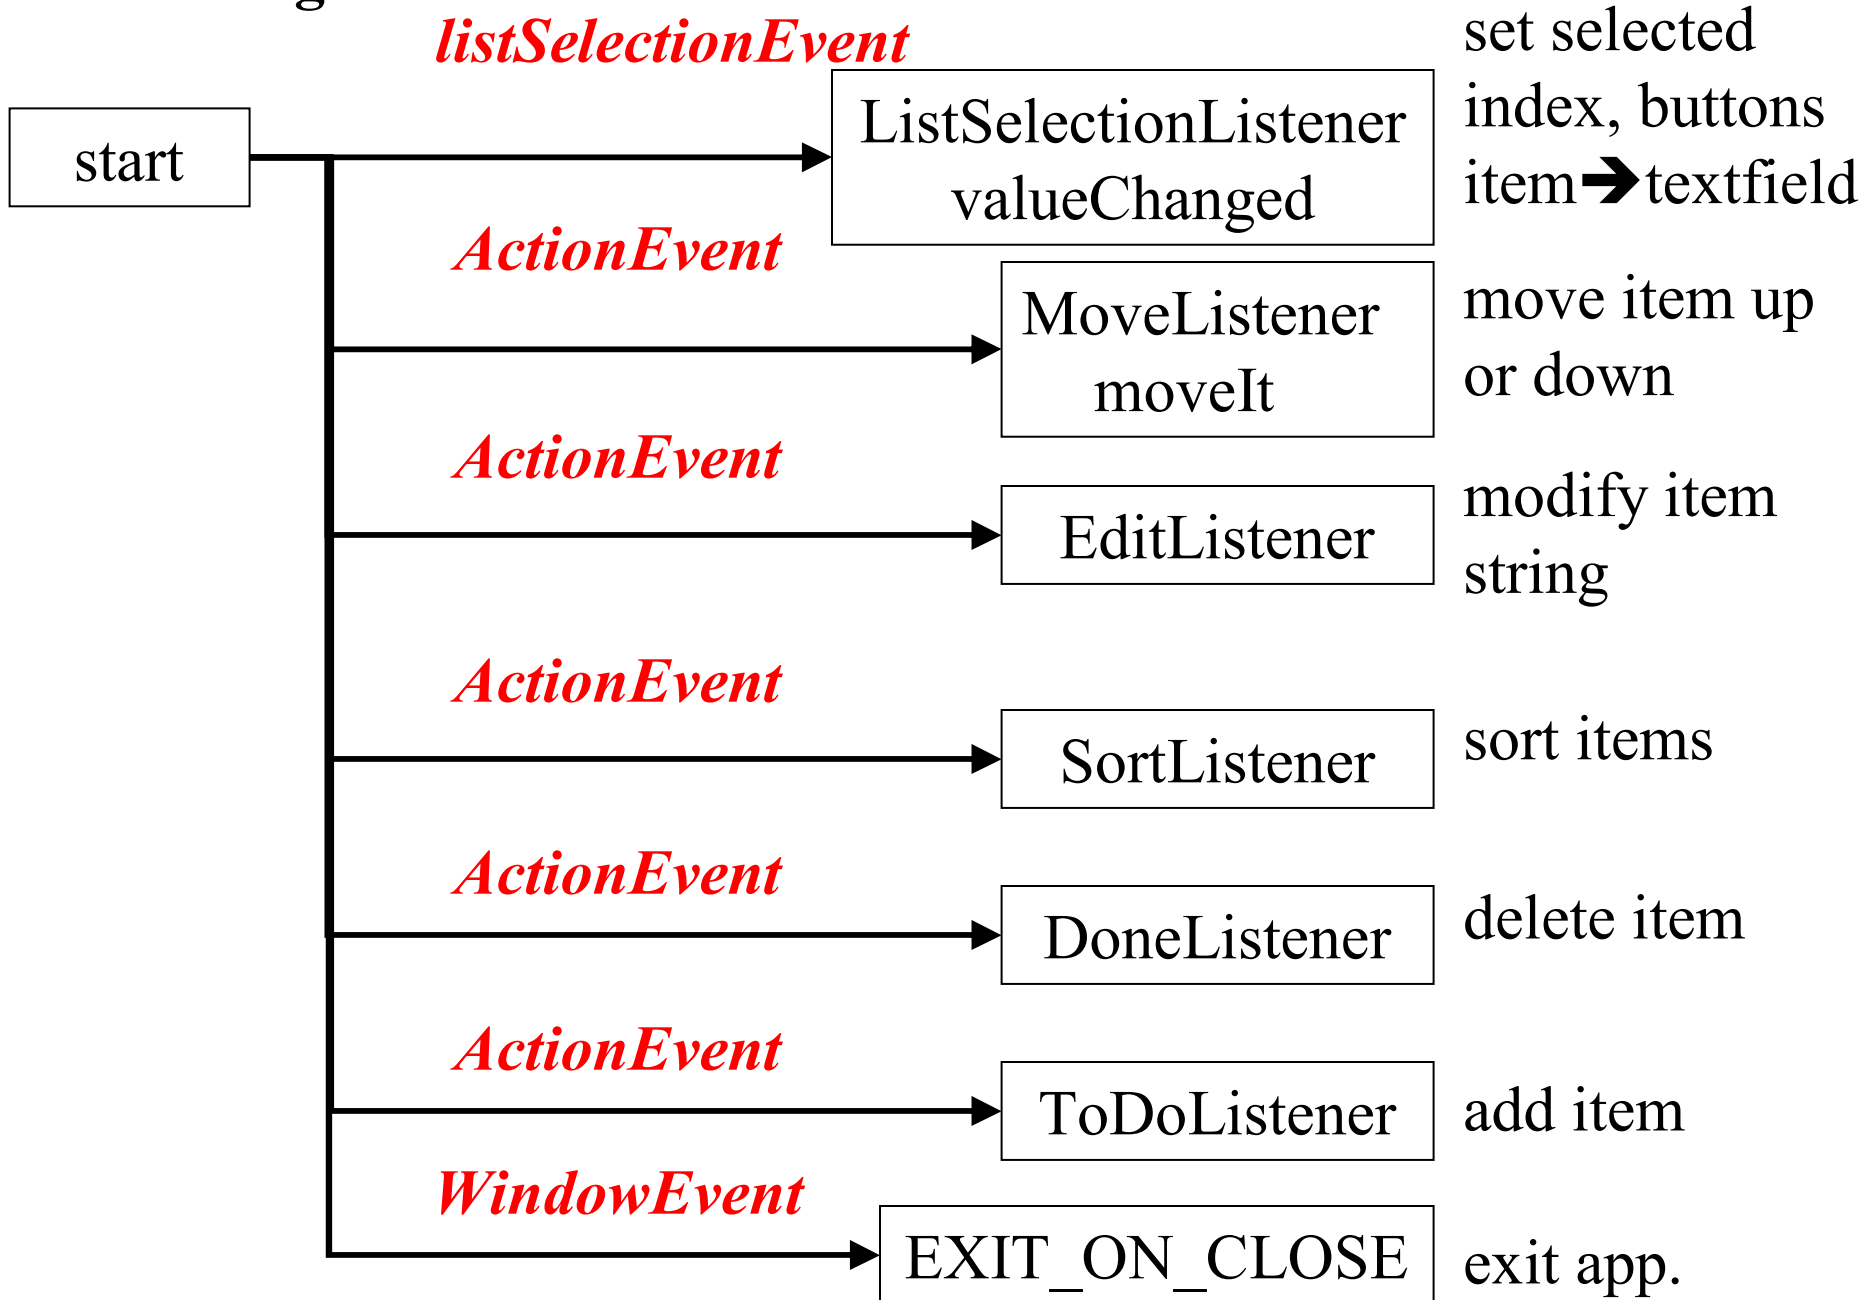 listSelectionEvent
start
ListSelectionListener
valueChanged
set selected
index, buttons
item➔textfield
ActionEvent
MoveListener
moveIt
move item up
or down
ActionEvent
EditListener
modify item
string
ActionEvent
SortListener
sort items
ActionEvent
DoneListener
delete item
ActionEvent
ToDoListener
add item
WindowEvent
EXIT_ON_CLOSE
exit app.